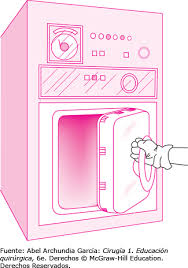 Fuente: Abel Archundia García: Cirugía 1. Educación
quirúrgica, 6e. Derechos © McGraw-Hill Education.
Derechos Reservados.